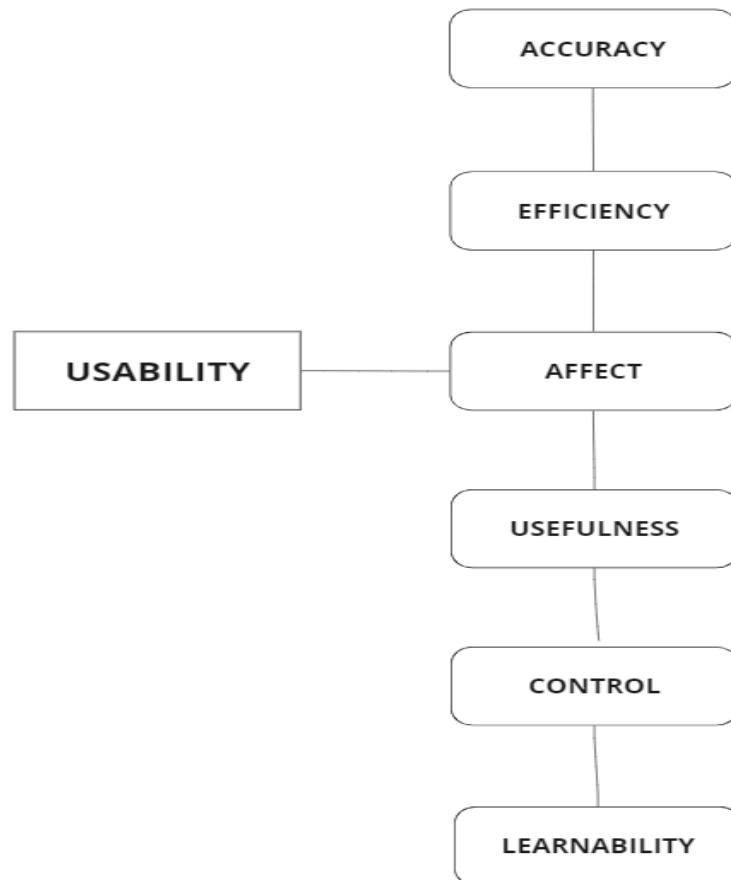 ACCURACY
EFFICIENCY
USABILITY
AFFECT
USEFULNESS
CONTROL
LEARNABILITY